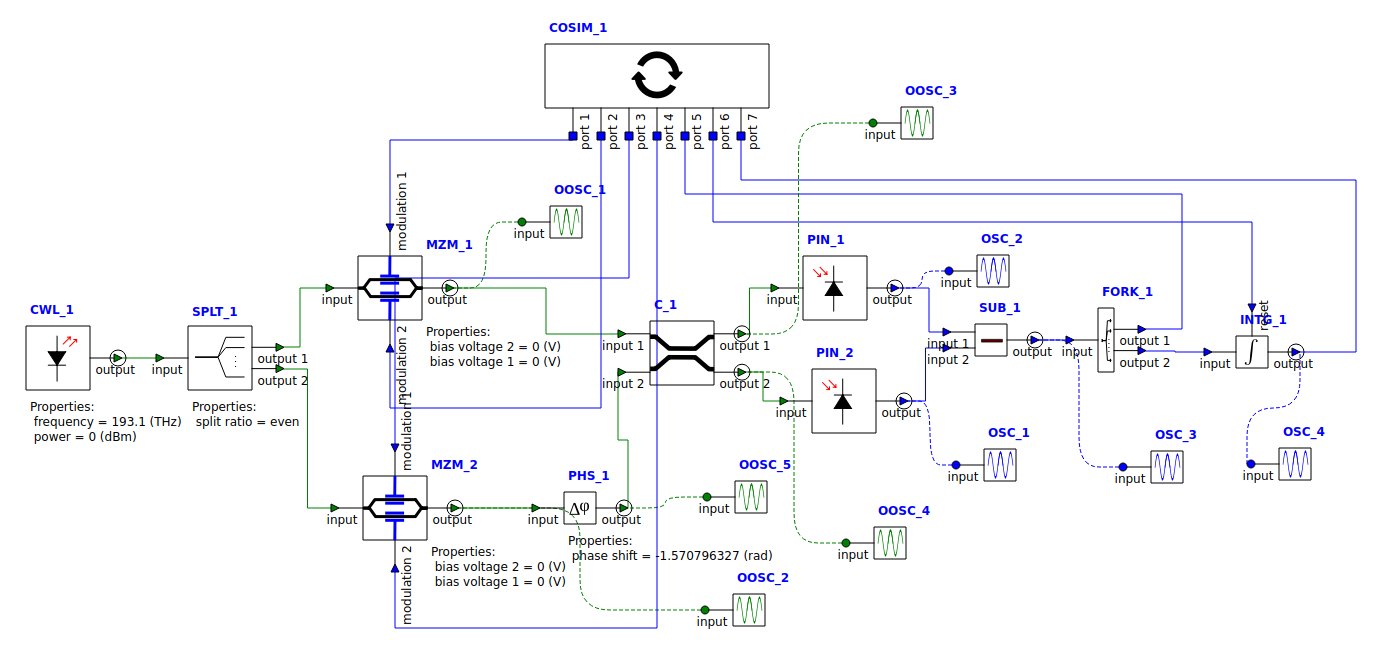 COSIM_1
port 1
port 2
port 3
port 4
port 5
port 6
port 7
OOSC_3
input
OOSC_1
input
modulation 1
MZM_1
input
output
modulation 2
Properties:
bias voltage 2 = 0 (V)
bias voltage 1 = 0 (V)
CWL_1
output
Properties:
frequency = 193.1 (THz)
power = 0 (dBm)
SPLT_1
input
output 1
output 2
Properties:
split ratio = even
C_1
input 1
input 2
output 1
output 2
PIN_1
input
output
PIN_2
input
output
OSC_2
input
SUB_1
input 1
input 2
output
FORK_1
input
output 1
output 2
INTG_1
reset
input
output
modulation 1
MZM_2
input
output
modulation 2
Properties:
bias voltage 2 = 0 (V)
bias voltage 1 = 0 (V)
PHS_1
Δφ
input
output
Properties:
phase shift = -1.570796327 (rad)
OOSC_5
input
OSC_1
input
OSC_3
input
OSC_4
input
OOSC_4
input
OOSC_2
input